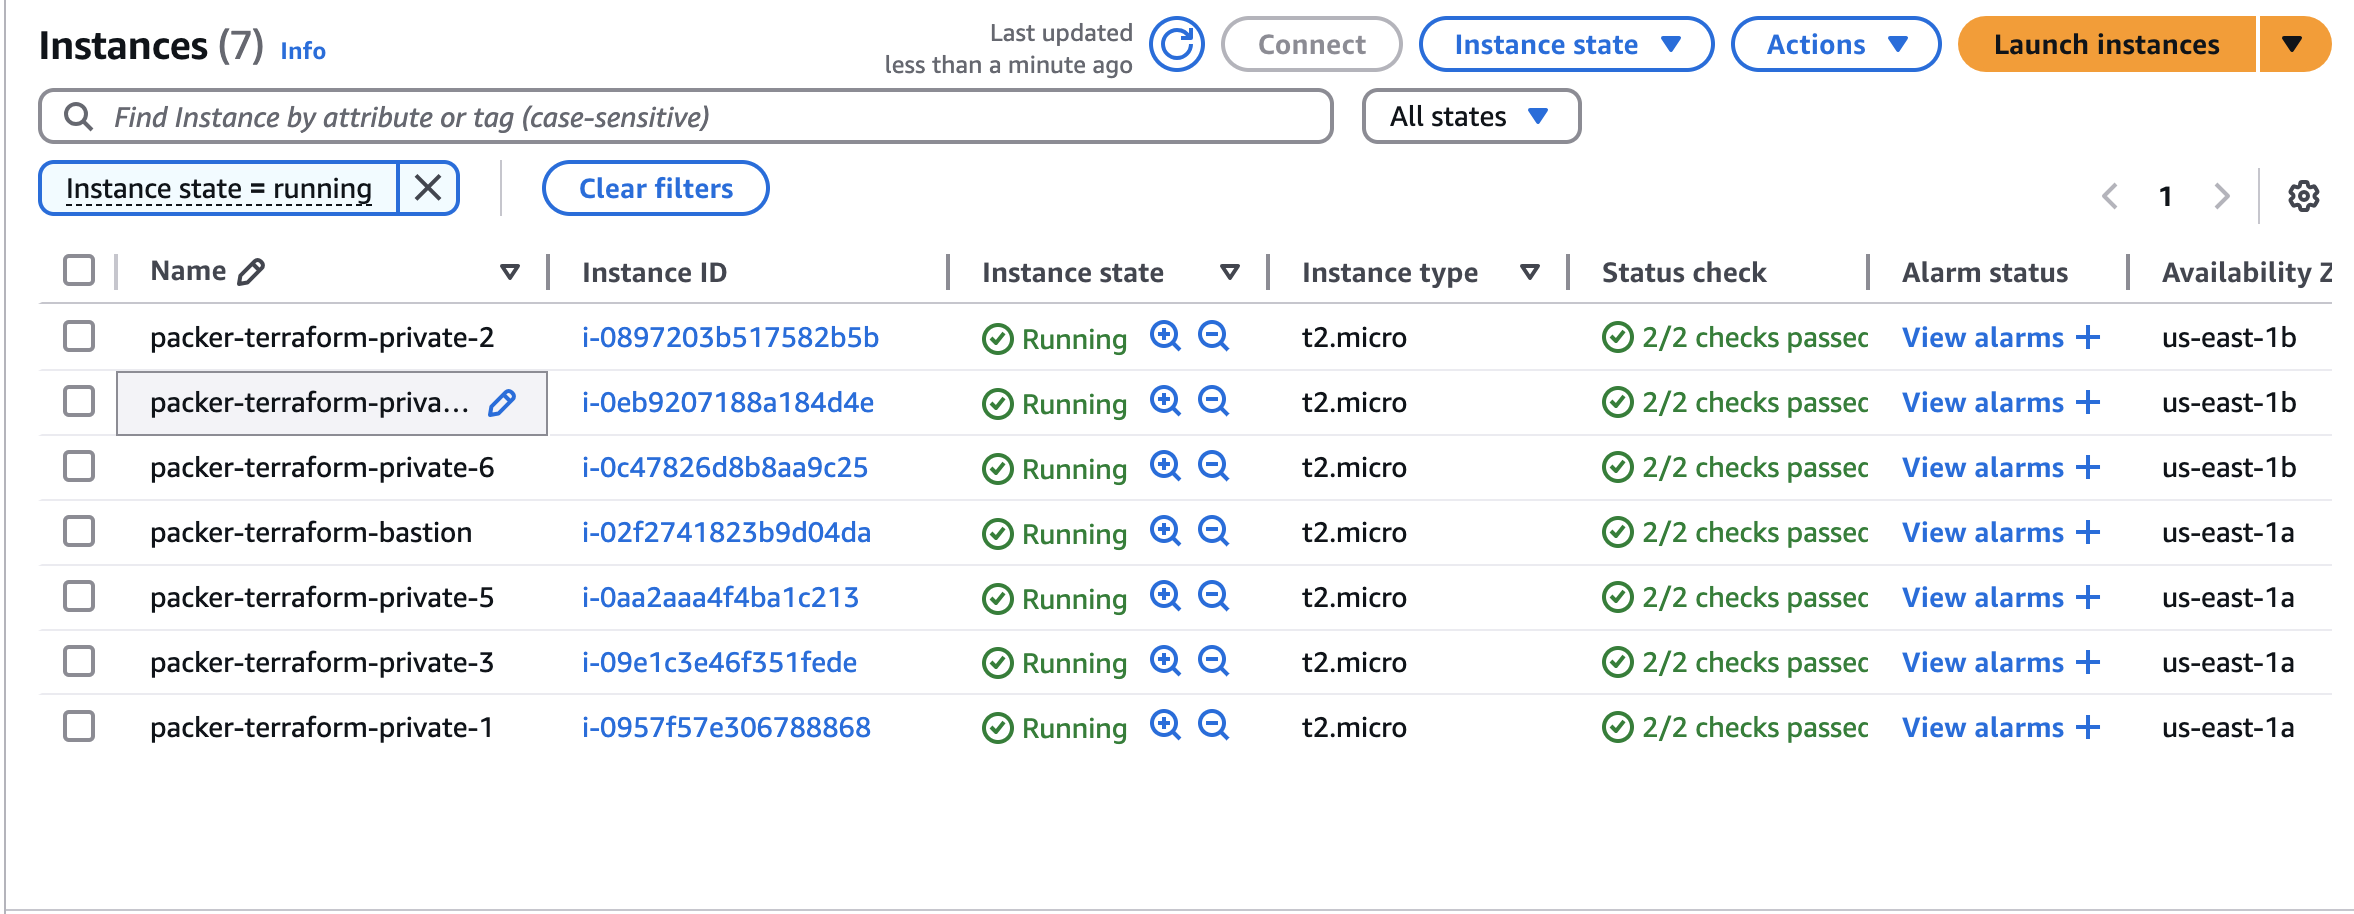 Instances (7) Info
Last updated
less than a minute ago
Connect
Instance state
Actions
Launch instances
Find Instance by attribute or tag (case-sensitive)
All states
Instance state = running
Clear filters
1
Name Instance ID Instance state Instance type Status check Alarm status Availability Z
packer-terraform-private-2 i-0897203b517582b5b Running t2.micro 2/2 checks passed View alarms us-east-1b
packer-terraform-priva... i-0eb9207188a184d4e Running t2.micro 2/2 checks passed View alarms us-east-1b
packer-terraform-private-6 i-0c47826d8b8aa9c25 Running t2.micro 2/2 checks passed View alarms us-east-1b
packer-terraform-bastion i-02f2741823b9d04da Running t2.micro 2/2 checks passed View alarms us-east-1a
packer-terraform-private-5 i-0aa2aaa4f4ba1c213 Running t2.micro 2/2 checks passed View alarms us-east-1a
packer-terraform-private-3 i-09e1c3e46f351fede Running t2.micro 2/2 checks passed View alarms us-east-1a
packer-terraform-private-1 i-0957f57e306788868 Running t2.micro 2/2 checks passed View alarms us-east-1a